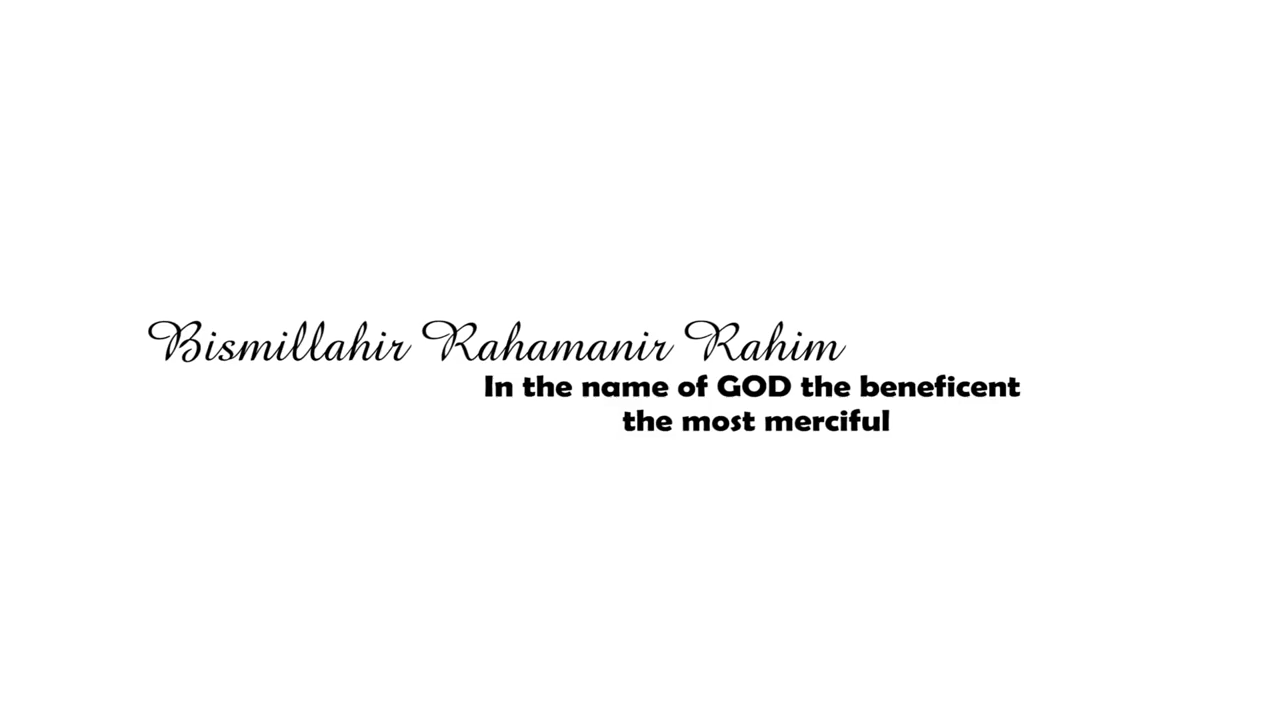 Bismillahir Rahamanir Rahim
In the name of GOD the beneficent
the most merciful